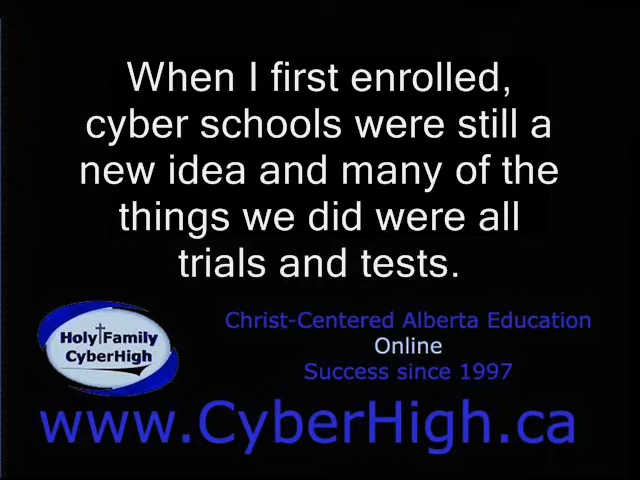 When I first enrolled,
cyber schools were still a
new idea and many of the
things we did were all
trials and tests.
Holy Family
CyberHigh
Christ-Centered Alberta Education
Online
Success since 1997
www.CyberHigh.ca